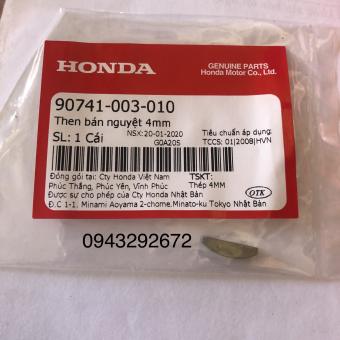 HONDA
GENUINE PARTS
Honda Motor Co., Ltd.
90741-003-010
Then bán nguyệt 4mm
SL: 1 Cái
NSX: 20-01-2020
G0A20S
Tiêu chuẩn áp dụng:
TCCS: 01|2008|HVN
Đóng gói tại: Cty Honda Việt Nam
Phúc Thắng, Phúc Yên, Vĩnh Phúc
TSKT:
Thép 4MM
Được sự cho phép của Cty Honda Nhật Bản
Đ.C 1-1, Minami Aoyama 2-chome,Minato-ku Tokyo Nhật Bản
OTK
0943292672